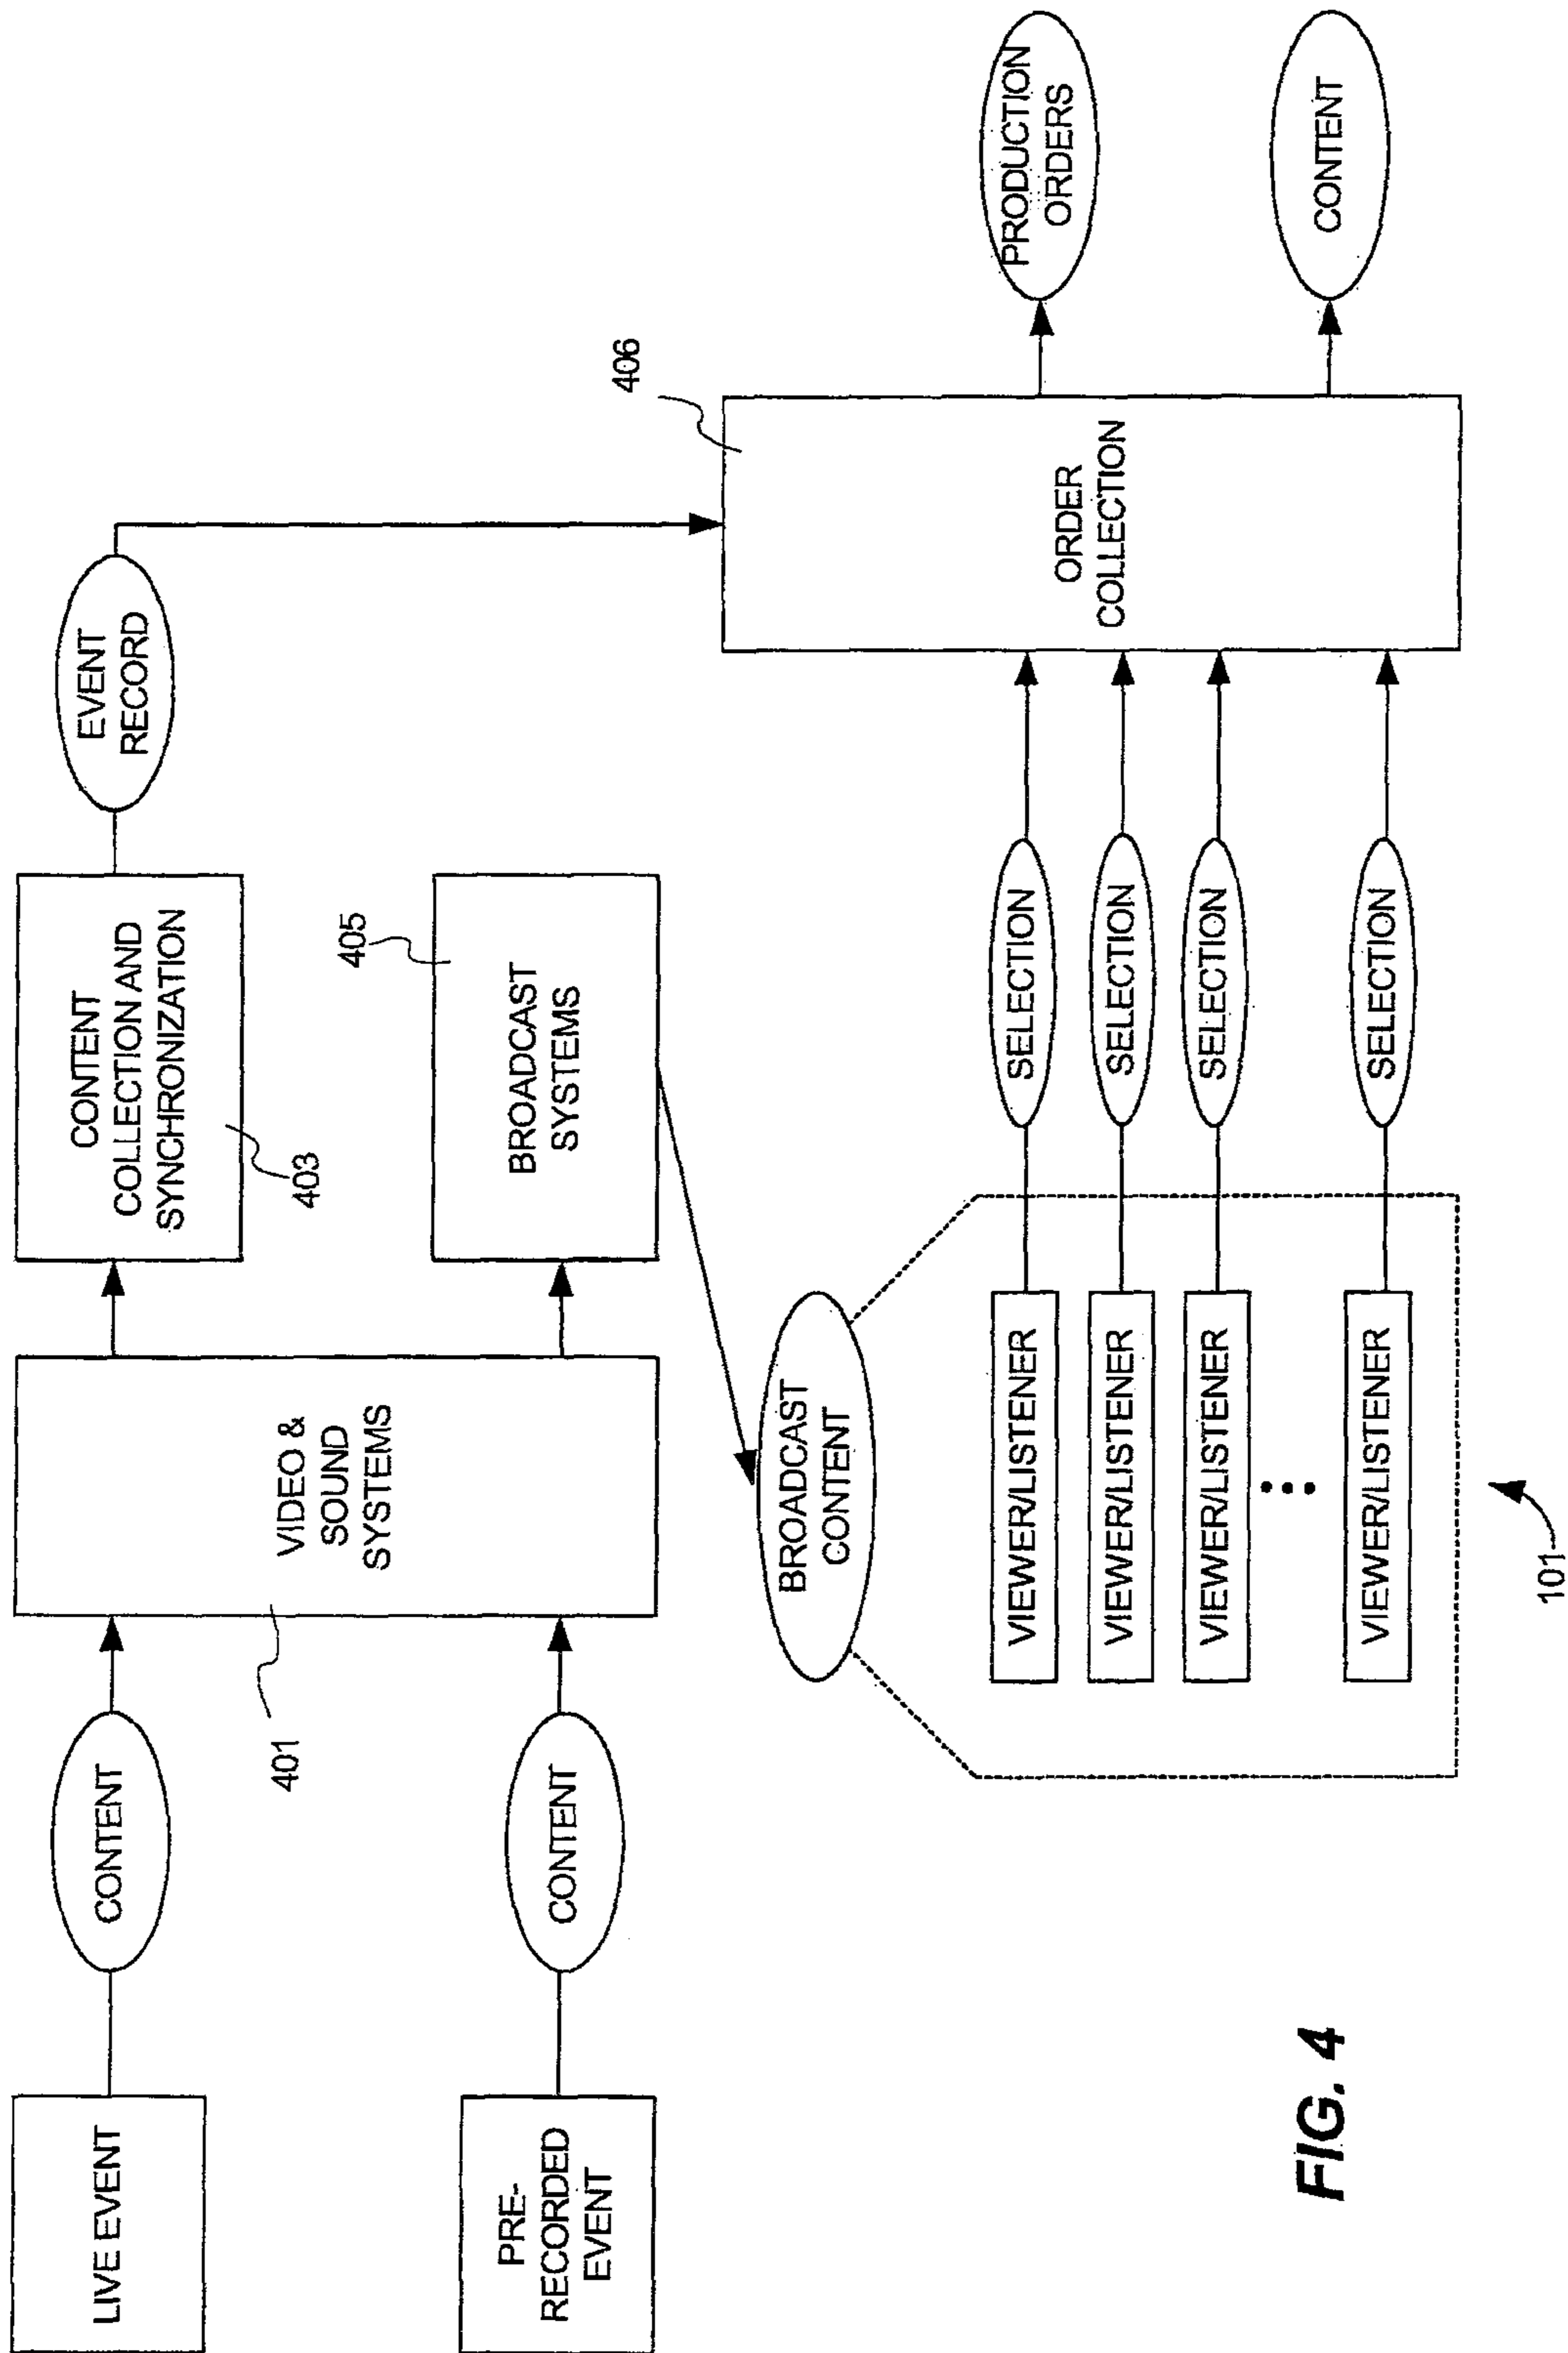 LIVE EVENT
CONTENT
PRE-
RECORDED
EVENT
CONTENT
VIDEO &
SOUND
SYSTEMS
401
CONTENT
COLLECTION AND
SYNCHRONIZATION
403
EVENT
RECORD
BROADCAST
SYSTEMS
405
BROADCAST
CONTENT
VIEWER/LISTENER
SELECTION
VIEWER/LISTENER
SELECTION
VIEWER/LISTENER
SELECTION
VIEWER/LISTENER
SELECTION
101
ORDER
COLLECTION
406
PRODUCTION
ORDERS
CONTENT
FIG. 4